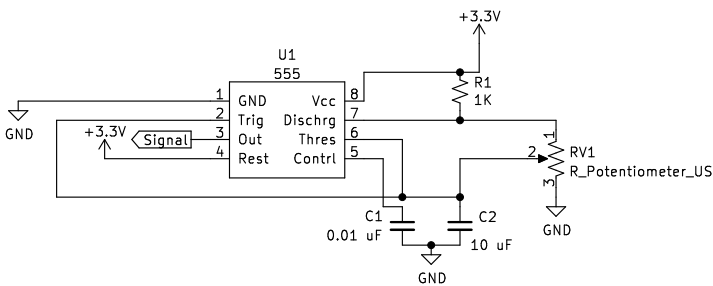 +3.3V
U1
555
R1
1K
1 GND Vcc 8
2 Trig Dischrg 7
+3.3V Signal 3 Out Thres 6
4 Rest Contrl 5
GND
1
2
3
RV1
R_Potentiometer_US
C1
0.01 uF
C2
10 uF
GND
GND